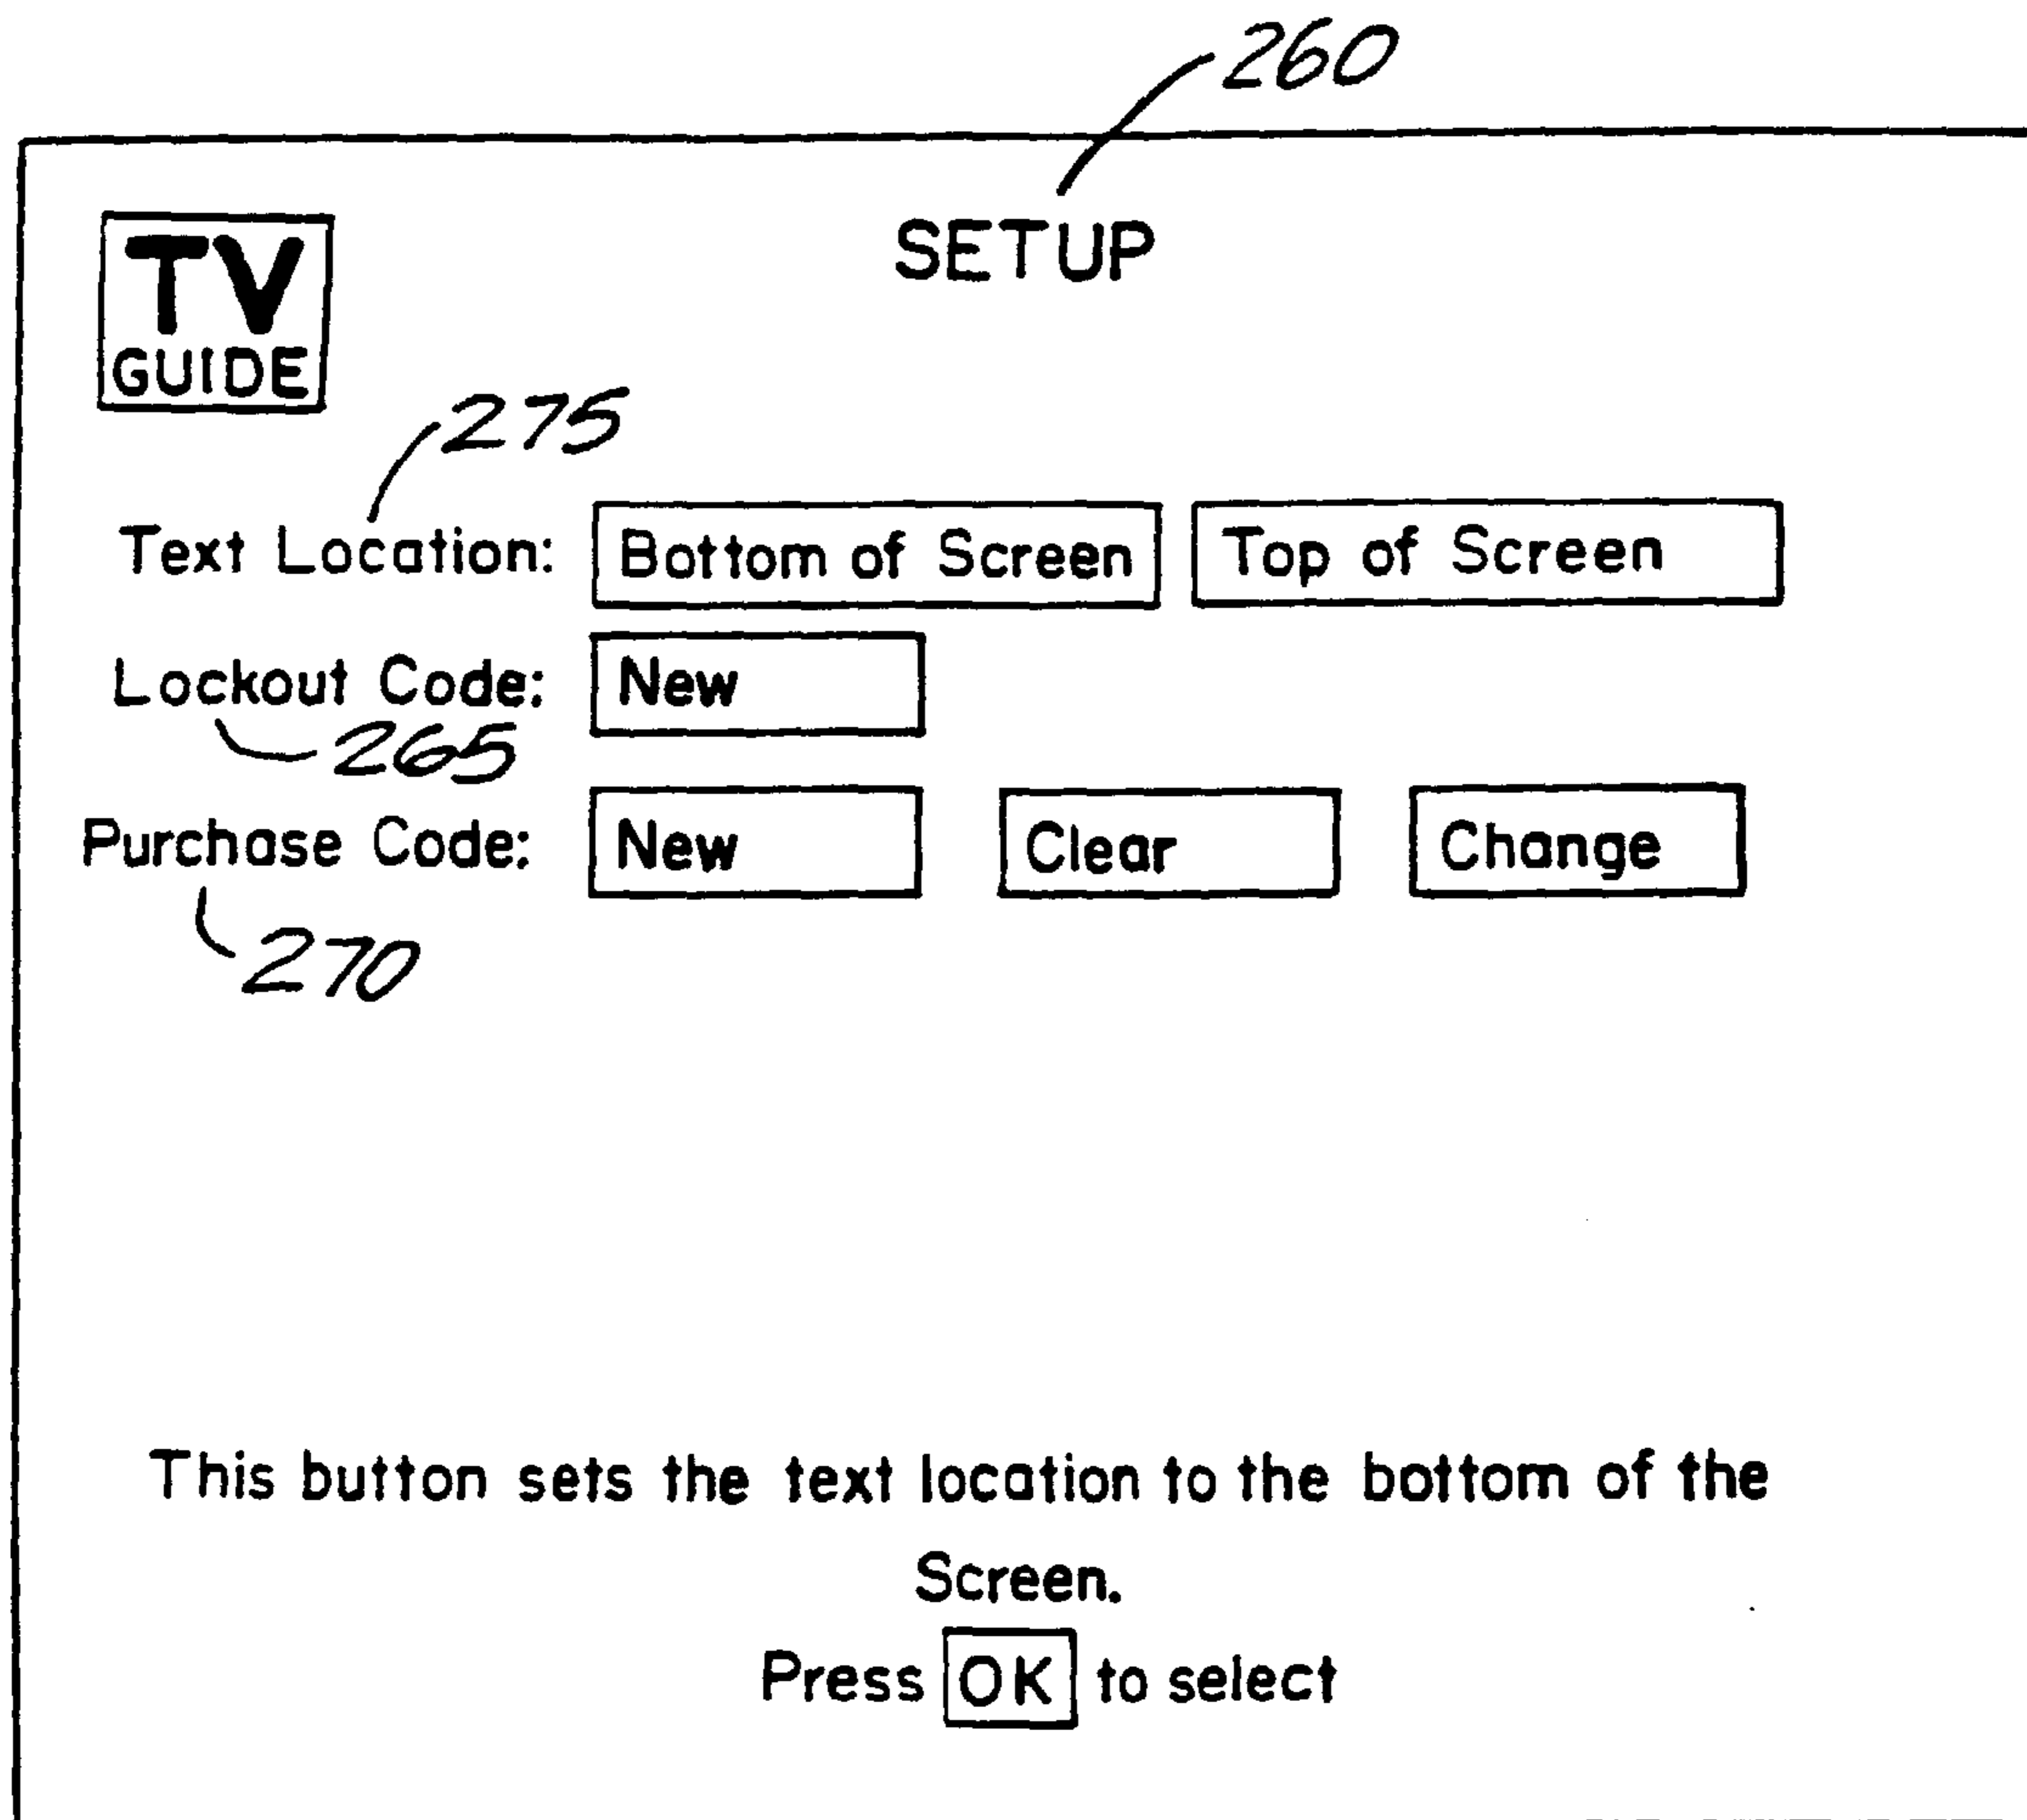 260
SETUP
TV
GUIDE
275
Text Location: Bottom of Screen Top of Screen
Lockout Code: New
265
Purchase Code: New Clear Change
270
This button sets the text location to the bottom of the
Screen.
Press OK to select